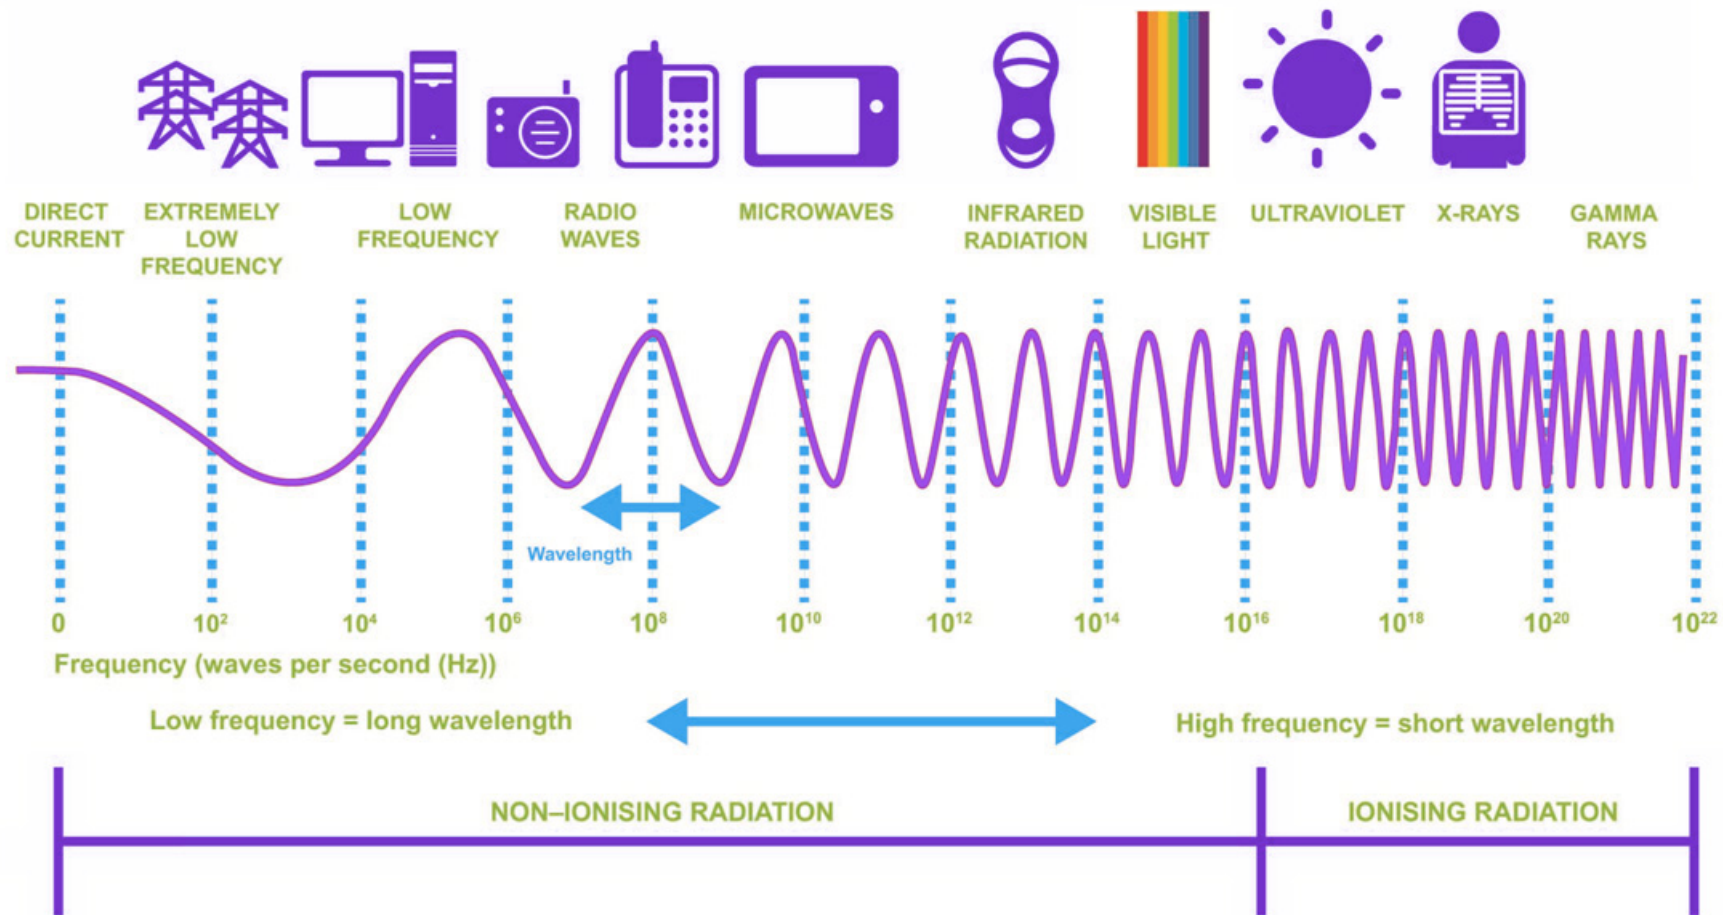 DIRECT
CURRENT
EXTREMELY
LOW
FREQUENCY
LOW
FREQUENCY
RADIO
WAVES
MICROWAVES
INFRARED
RADIATION
VISIBLE
LIGHT
ULTRAVIOLET
X-RAYS
GAMMA
RAYS
Wavelength
0 10² 10⁴ 10⁶ 10⁸ 10¹⁰ 10¹² 10¹⁴ 10¹⁶ 10¹⁸ 10²⁰ 10²²
Frequency (waves per second (Hz))
Low frequency = long wavelength
High frequency = short wavelength
NON–IONISING RADIATION
IONISING RADIATION